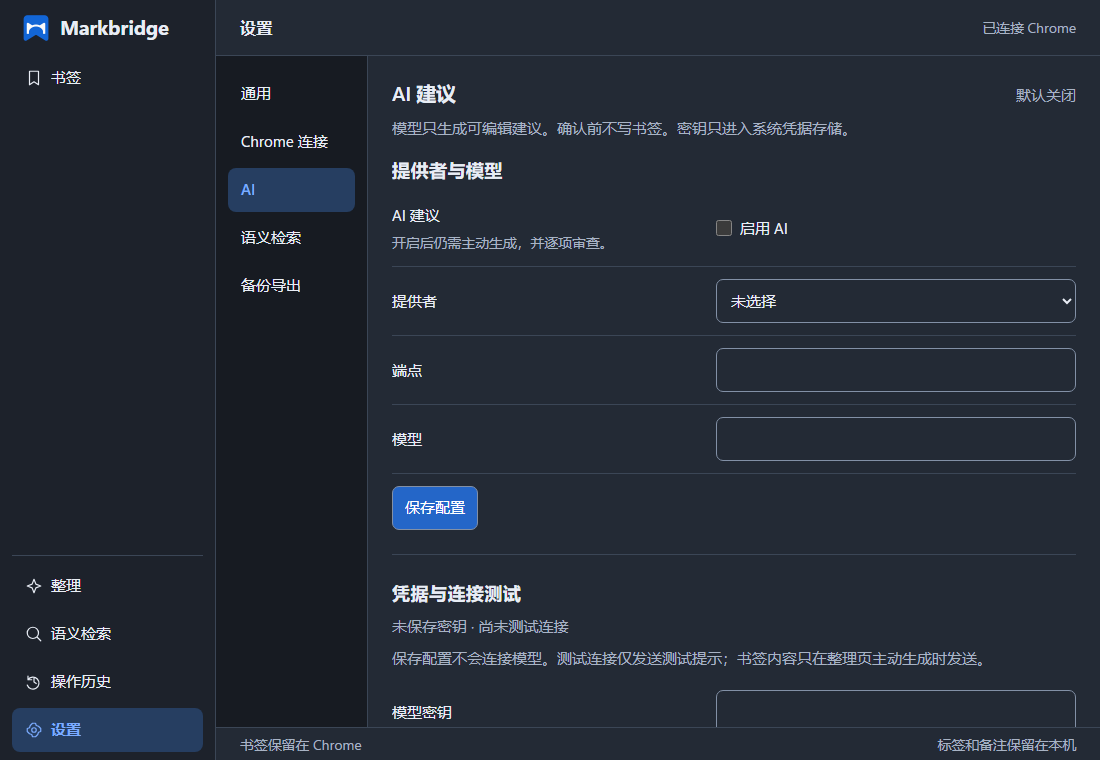 Markbridge
书签
整理
语义检索
操作历史
设置
设置
已连接 Chrome
通用
Chrome 连接
AI
语义检索
备份导出
AI 建议
默认关闭
模型只生成可编辑建议。确认前不写书签。密钥只进入系统凭据存储。
提供者与模型
AI 建议
开启后仍需主动生成，并逐项审查。
启用 AI
提供者
未选择
端点
模型
保存配置
凭据与连接测试
未保存密钥 · 尚未测试连接
保存配置不会连接模型。测试连接仅发送测试提示；书签内容只在整理页主动生成时发送。
模型密钥
书签保留在 Chrome
标签和备注保留在本机